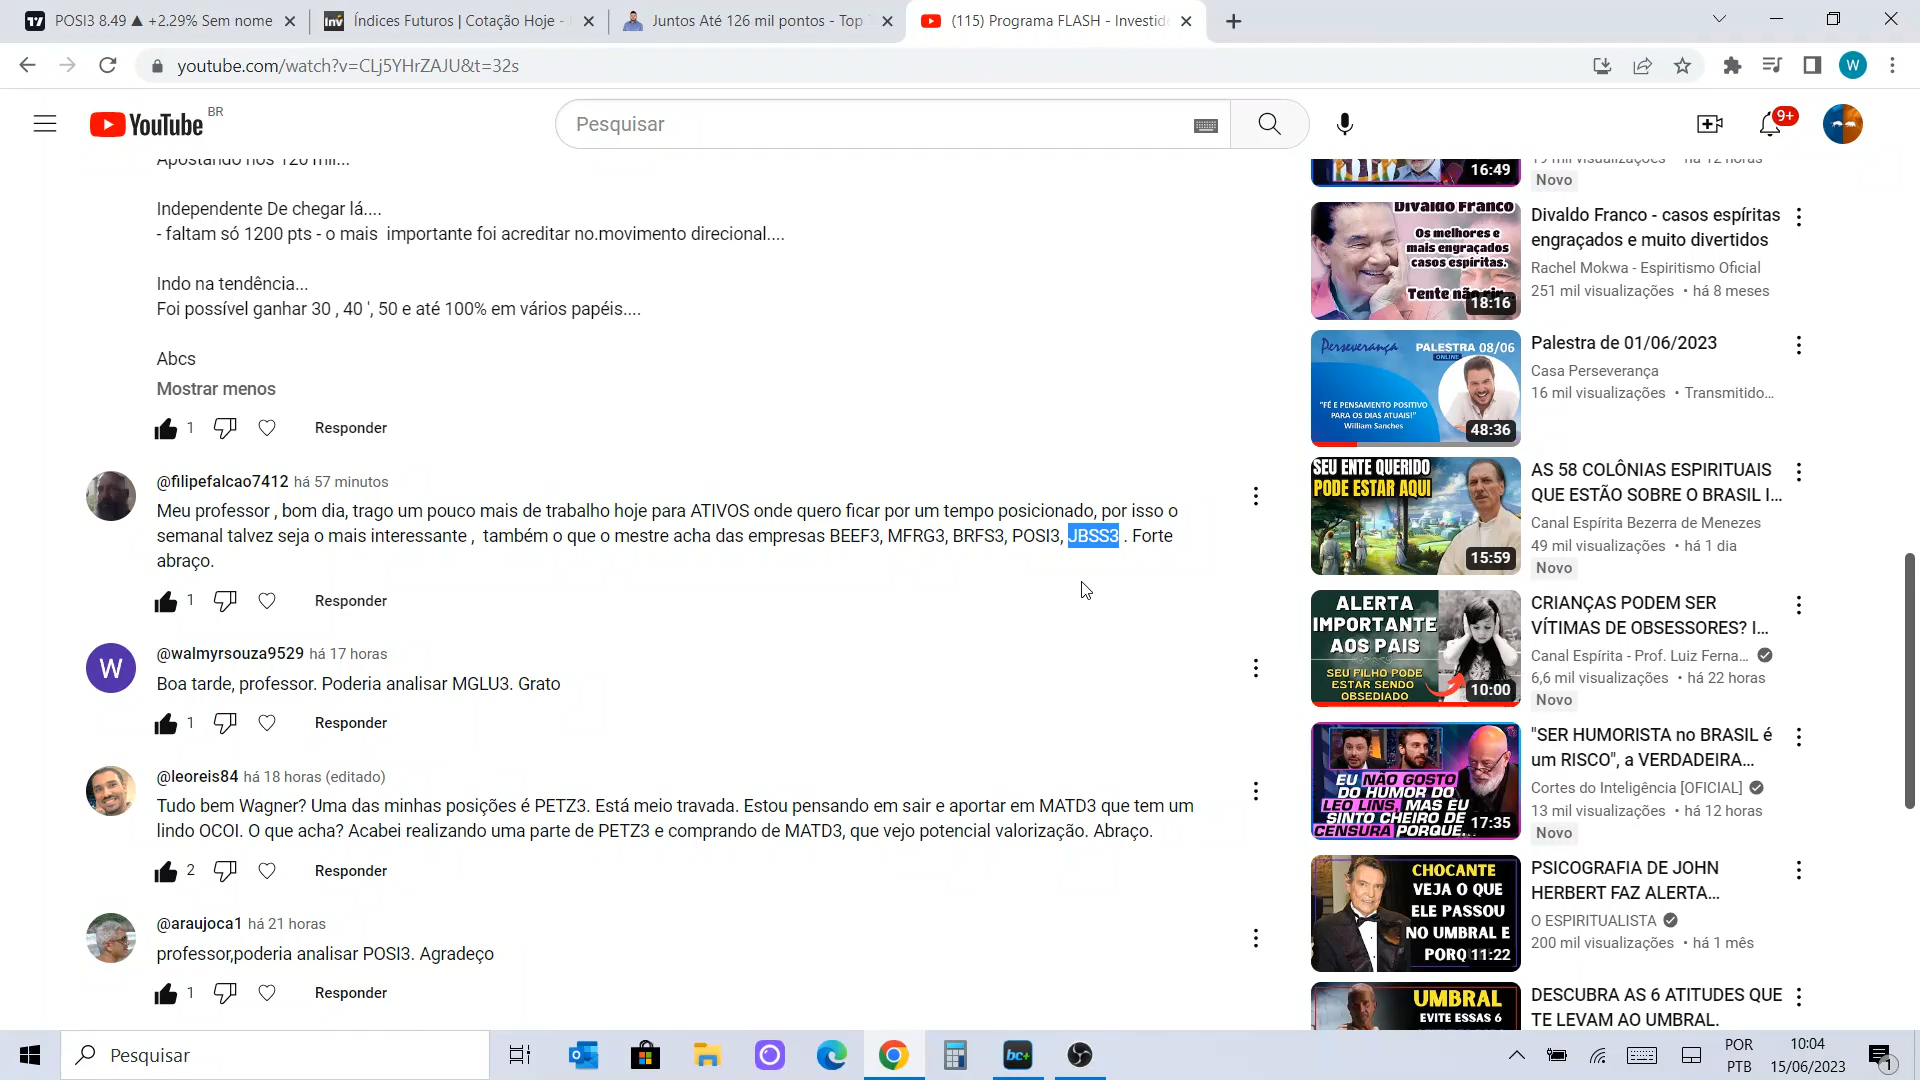 POSI3 8.49 ▲ +2.29% Sem nome
Índices Futuros | Cotação Hoje -
Juntos Até 126 mil pontos - Top
(115) Programa FLASH - Investid
youtube.com/watch?v=CLj5YHrZAJU&t=32s
W
YouTube BR
Pesquisar
9+
Apostando nos 120 mil...
Independente De chegar lá....
- faltam só 1200 pts - o mais importante foi acreditar no.movimento direcional....
Indo na tendência...
Foi possível ganhar 30 , 40 ', 50 e até 100% em vários papéis....
Abcs
Mostrar menos
1 Responder
@filipefalcao7412 há 57 minutos
Meu professor , bom dia, trago um pouco mais de trabalho hoje para ATIVOS onde quero ficar por um tempo posicionado, por isso o
semanal talvez seja o mais interessante , também o que o mestre acha das empresas BEEF3, MFRG3, BRFS3, POSI3, JBSS3 . Forte
abraço.
1 Responder
W
@walmyrsouza9529 há 17 horas
Boa tarde, professor. Poderia analisar MGLU3. Grato
1 Responder
@leoreis84 há 18 horas (editado)
Tudo bem Wagner? Uma das minhas posições é PETZ3. Está meio travada. Estou pensando em sair e aportar em MATD3 que tem um
lindo OCOI. O que acha? Acabei realizando uma parte de PETZ3 e comprando de MATD3, que vejo potencial valorização. Abraço.
2 Responder
@araujoca1 há 21 horas
professor,poderia analisar POSI3. Agradeço
1 Responder
16:49
19 mil visualizações • há 12 horas
Novo
Divaldo Franco
Os melhores e
mais engraçados
casos espíritas.
Tente não rir
18:16
Divaldo Franco - casos espíritas
engraçados e muito divertidos
Rachel Mokwa - Espiritismo Oficial
251 mil visualizações • há 8 meses
Perseverança
PALESTRA 08/06
ONLINE
"FÉ E PENSAMENTO POSITIVO
PARA OS DIAS ATUAIS!"
William Sanches
48:36
Palestra de 01/06/2023
Casa Perseverança
16 mil visualizações • Transmitido...
SEU ENTE QUERIDO
PODE ESTAR AQUI
15:59
AS 58 COLÔNIAS ESPIRITUAIS
QUE ESTÃO SOBRE O BRASIL I...
Canal Espírita Bezerra de Menezes
49 mil visualizações • há 1 dia
Novo
ALERTA
IMPORTANTE
AOS PAIS
SEU FILHO PODE
ESTAR SENDO
OBSEDIADO
10:00
CRIANÇAS PODEM SER
VÍTIMAS DE OBSESSORES? I...
Canal Espírita - Prof. Luiz Ferna...
6,6 mil visualizações • há 22 horas
Novo
EU NÃO GOSTO
DO HUMOR DO
LEO LINS, MAS EU
SINTO CHEIRO DE
CENSURA PORQUE...
17:35
"SER HUMORISTA no BRASIL é
um RISCO", a VERDADEIRA...
Cortes do Inteligência [OFICIAL]
13 mil visualizações • há 12 horas
Novo
CHOCANTE
VEJA O QUE
ELE PASSOU
NO UMBRAL E
PORQ
11:22
PSICOGRAFIA DE JOHN
HERBERT FAZ ALERTA...
O ESPIRITUALISTA
200 mil visualizações • há 1 mês
UMBRAL
EVITE ESSAS 6
DESCUBRA AS 6 ATITUDES QUE
TE LEVAM AO UMBRAL.
Pesquisar
bc+
POR
PTB
10:04
15/06/2023
1